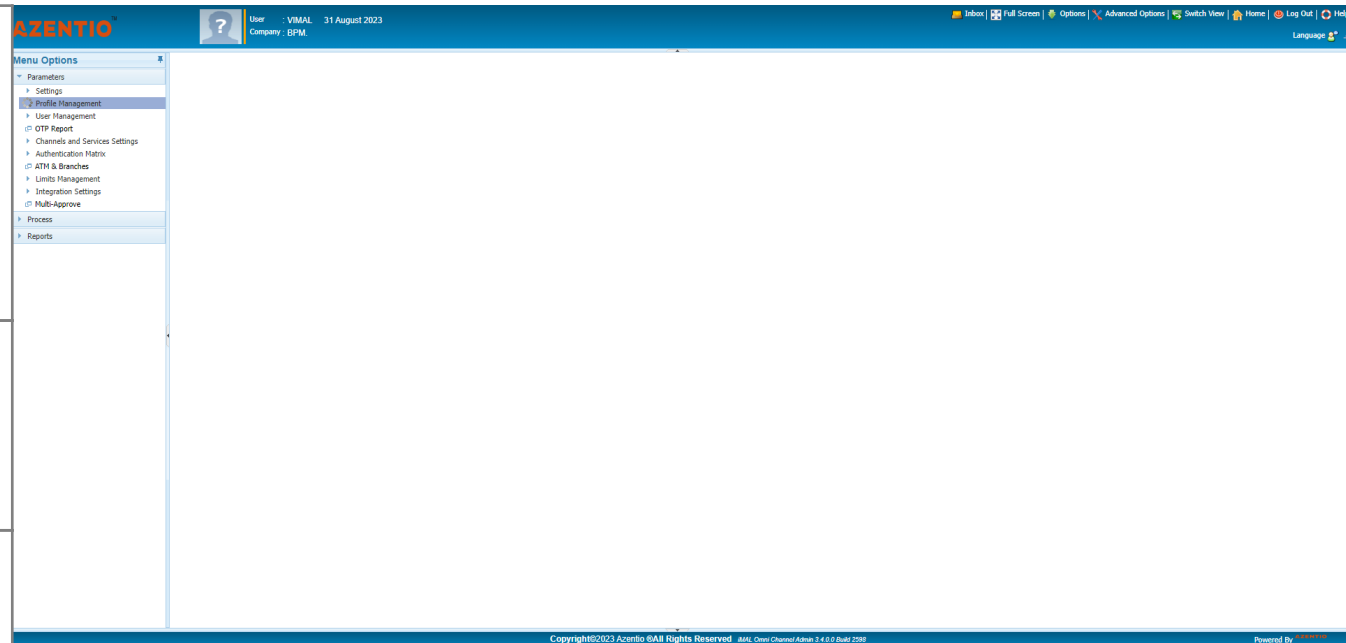 AZENTIO™
User : VIMAL 31 August 2023
Company : BPM.
Inbox | Full Screen | Options | Advanced Options | Switch View | Home | Log Out | Hel
Language
Menu Options
Parameters
Settings
Profile Management
User Management
OTP Report
Channels and Services Settings
Authentication Matrix
ATM & Branches
Limits Management
Integration Settings
Multi-Approve
Process
Reports
Copyright©2023 Azentio ®All Rights Reserved iMAL Omni Channel Admin 3.4.0.0 Build 2598
Powered By AZENTIO